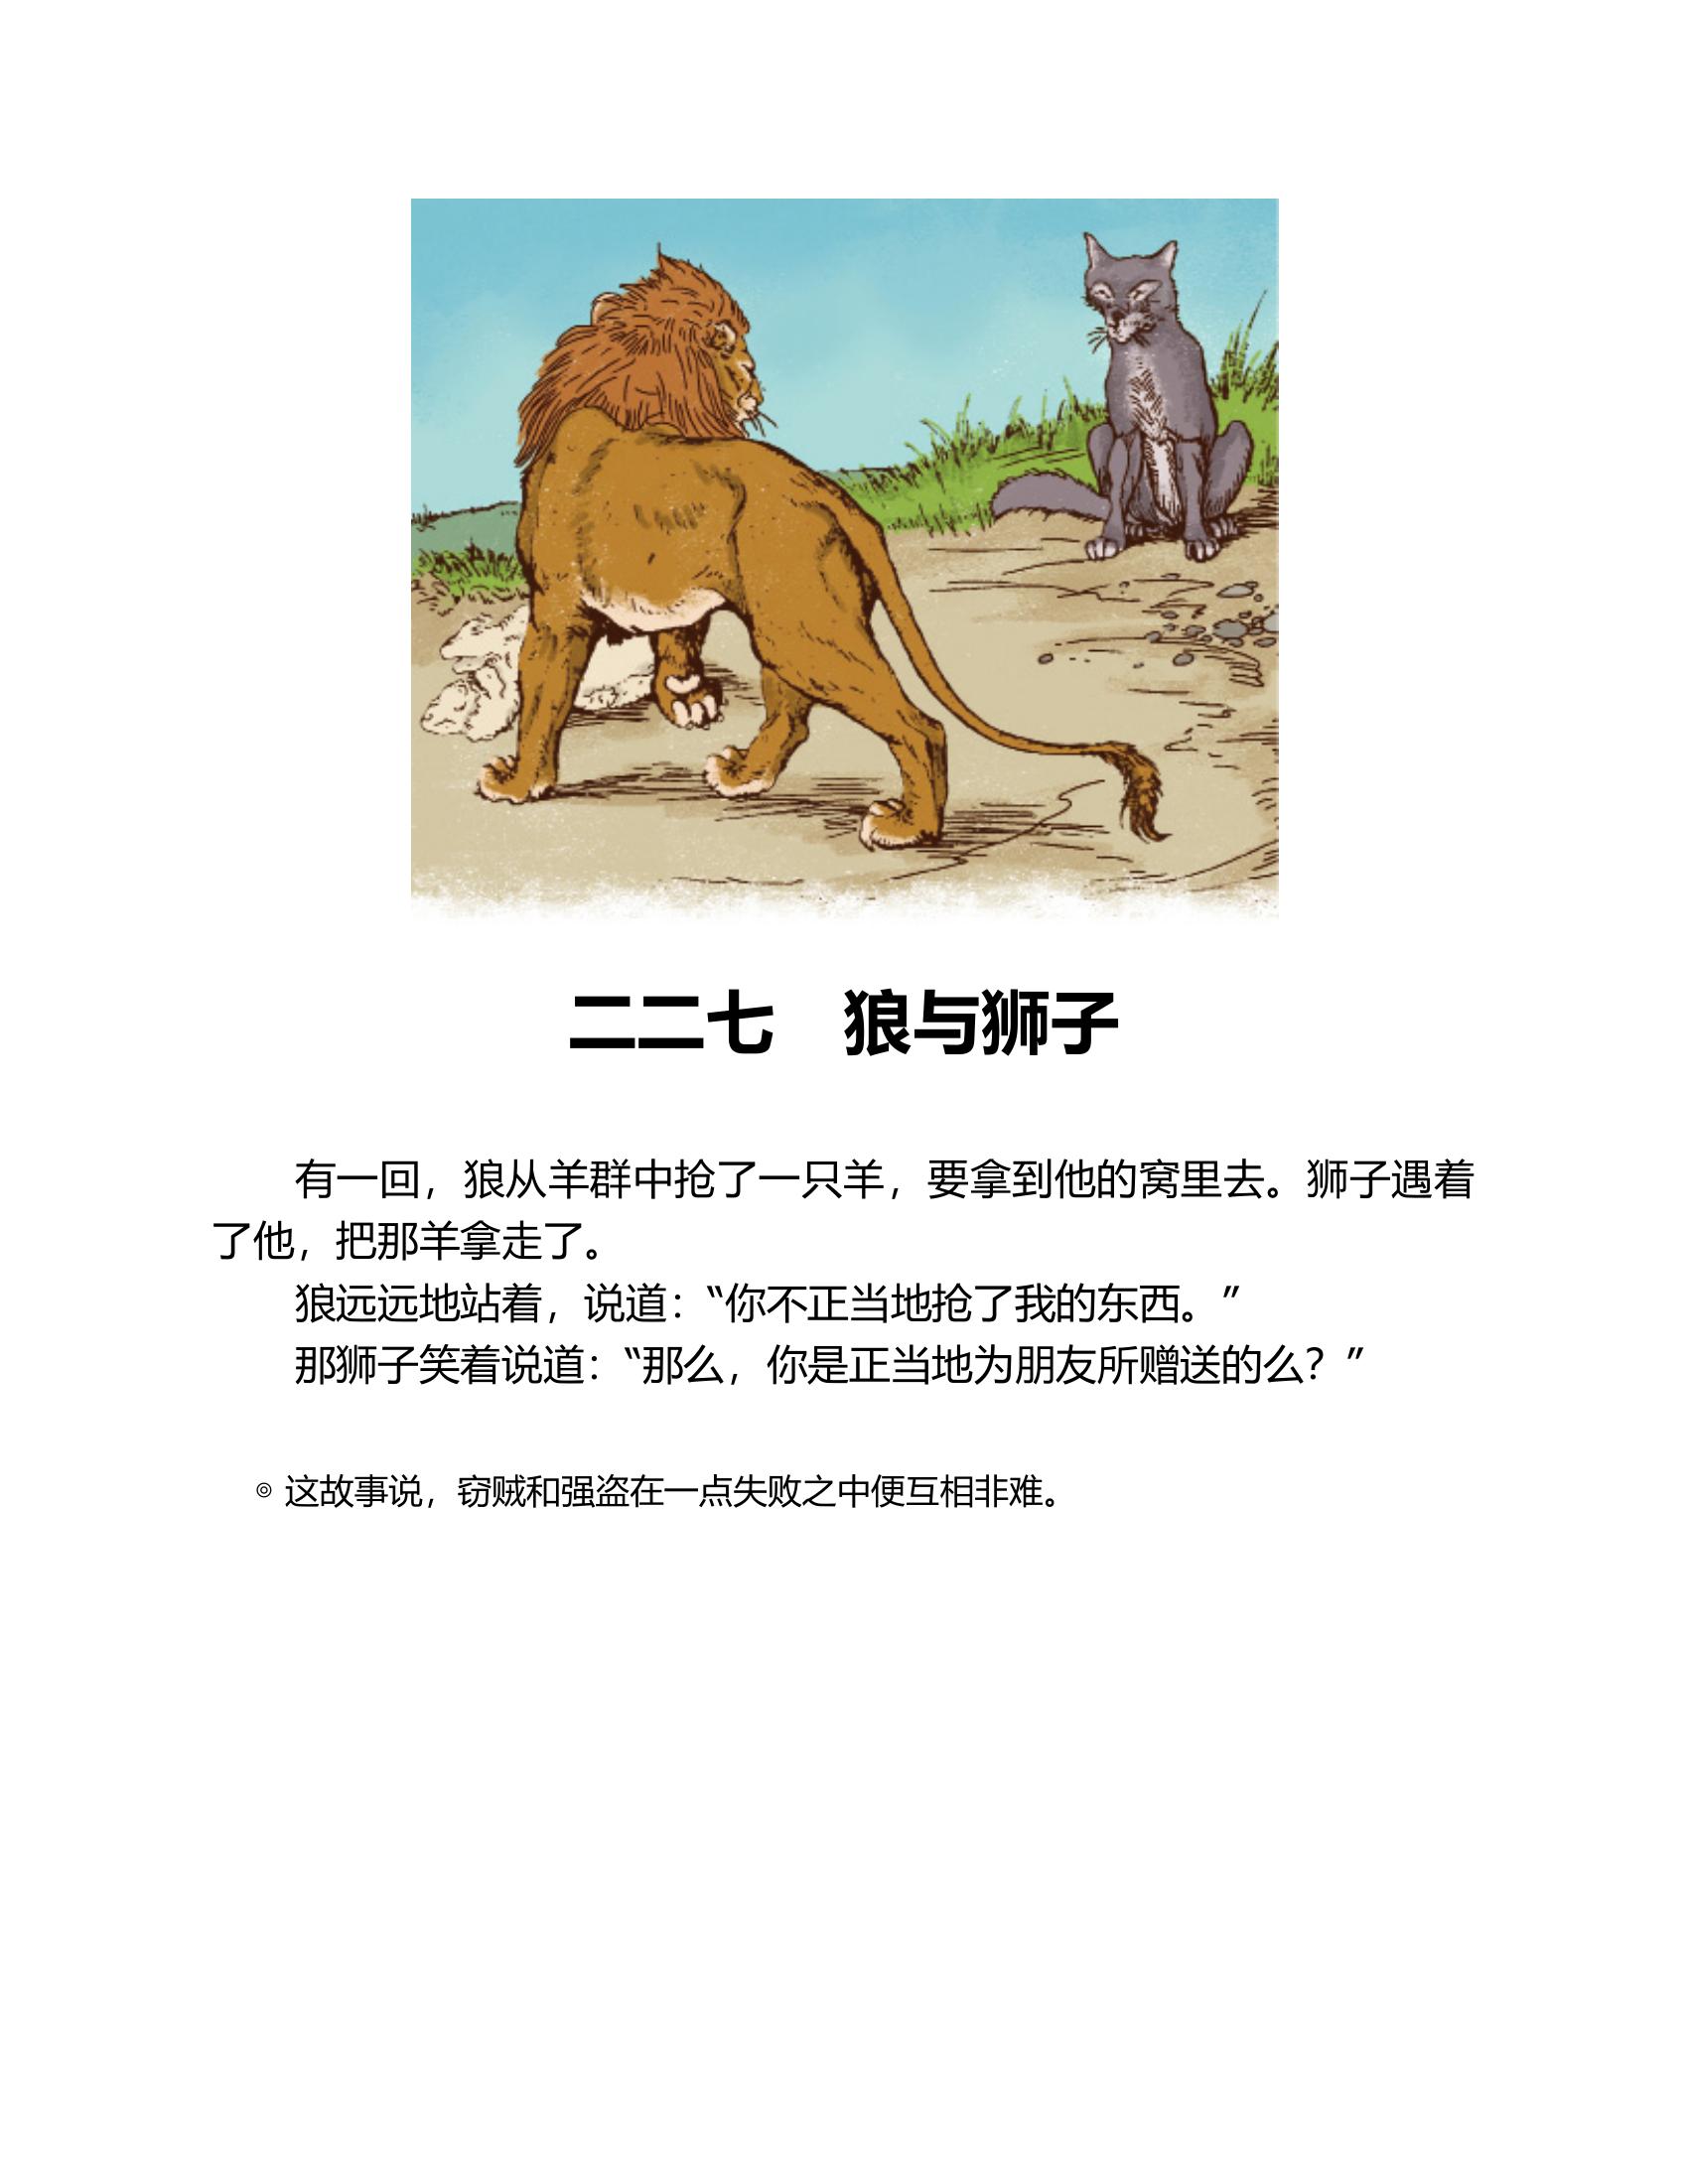 二二七　狼与狮子
有一回，狼从羊群中抢了一只羊，要拿到他的窝里去。狮子遇着
了他，把那羊拿走了。
狼远远地站着，说道：“你不正当地抢了我的东西。”
那狮子笑着说道：“那么，你是正当地为朋友所赠送的么？”
◎ 这故事说，窃贼和强盗在一点失败之中便互相非难。